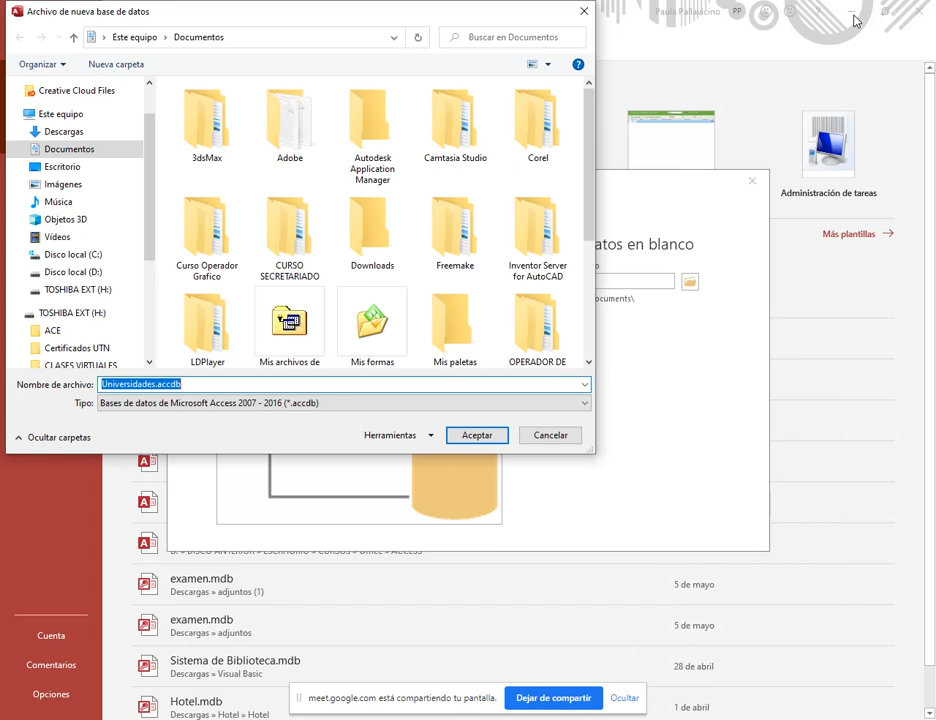 Archivo de nueva base de datos
Paula Pallavicino PP
Este equipo > Documentos
Buscar en Documentos
Organizar
Nueva carpeta
Creative Cloud Files
Este equipo
Descargas
Documentos
Escritorio
Imágenes
Música
Objetos 3D
Vídeos
Disco local (C:)
Disco local (D:)
TOSHIBA EXT (H:)
TOSHIBA EXT (H:)
ACE
Certificados UTN
CLASES VIRTUALES
3dsMax
Adobe
Autodesk
Application
Manager
Camtasia Studio
Corel
Curso Operador
Grafico
CURSO
SECRETARIADO
Downloads
Freemake
Inventor Server
for AutoCAD
LDPlayer
Mis archivos de
Mis formas
Mis paletas
OPERADOR DE
Nombre de archivo: Universidades.accdb
Tipo: Bases de datos de Microsoft Access 2007 - 2016 (*.accdb)
Ocultar carpetas
Herramientas
Aceptar
Cancelar
Administración de tareas
Más plantillas
atos en blanco
o
ocuments\
D: » DISCO ANTERIOR » ESCRITORIO » CURSOS » Office » ACCESS
examen.mdb
Descargas » adjuntos (1)
5 de mayo
examen.mdb
Descargas » adjuntos
5 de mayo
Sistema de Biblioteca.mdb
Descargas » Visual Basic
28 de abril
Hotel.mdb
Descargas » Hotel » Hotel
1 de abril
Cuenta
Comentarios
Opciones
meet.google.com está compartiendo tu pantalla.
Dejar de compartir
Ocultar